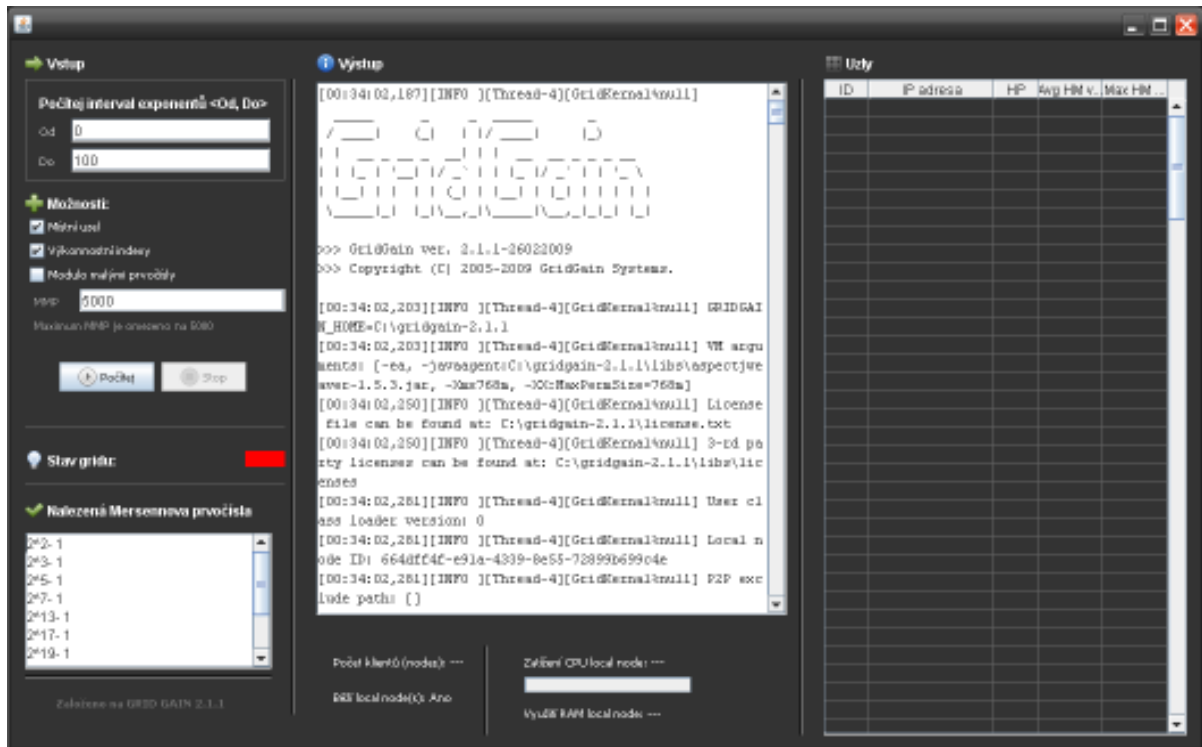 Vstup
Počítej interval exponentů <Od, Do>
Od 0
Do 100
Možnosti:
Místní uzel
Výkonnostní indexy
Modulo malými prvočísly
MMP 5000
Maximum MMP je omezeno na 5000
Počítej
Stop
Stav gridu:
Nalezená Mersennova prvočísla
2^2- 1
2^3- 1
2^5- 1
2^7- 1
2^13- 1
2^17- 1
2^19- 1
Založeno na GRID GAIN 2.1.1
Výstup
[00:34:02,187][INFO ][Thread-4][GridKernal%null]
GridGain
>>> GridGain ver. 2.1.1-26022009
>>> Copyright (C) 2005-2009 GridGain Systems.
[00:34:02,203][INFO ][Thread-4][GridKernal%null] GRIDGAI
N_HOME=C:\gridgain-2.1.1
[00:34:02,203][INFO ][Thread-4][GridKernal%null] VM argu
ments: [-ea, -javaagent:C:\gridgain-2.1.1\libs\aspectjwe
aver-1.5.3.jar, -Xmx768m, -XX:MaxPermSize=768m]
[00:34:02,250][INFO ][Thread-4][GridKernal%null] License
file can be found at: C:\gridgain-2.1.1\license.txt
[00:34:02,250][INFO ][Thread-4][GridKernal%null] 3-rd pa
rty licenses can be found at: C:\gridgain-2.1.1\libs\lic
enses
[00:34:02,281][INFO ][Thread-4][GridKernal%null] User cl
ass loader version: 0
[00:34:02,281][INFO ][Thread-4][GridKernal%null] Local n
ode ID: 664dff4f-e91a-4339-8e55-72899b699c4e
[00:34:02,281][INFO ][Thread-4][GridKernal%null] P2P exc
lude path: []
Počet klientů (nodes): ---
Běží local node(s): Ano
Zatížení CPU local node: ---
Využití RAM local node: ---
Uzly
ID IP adresa HP Avg HM v... Max HM ...